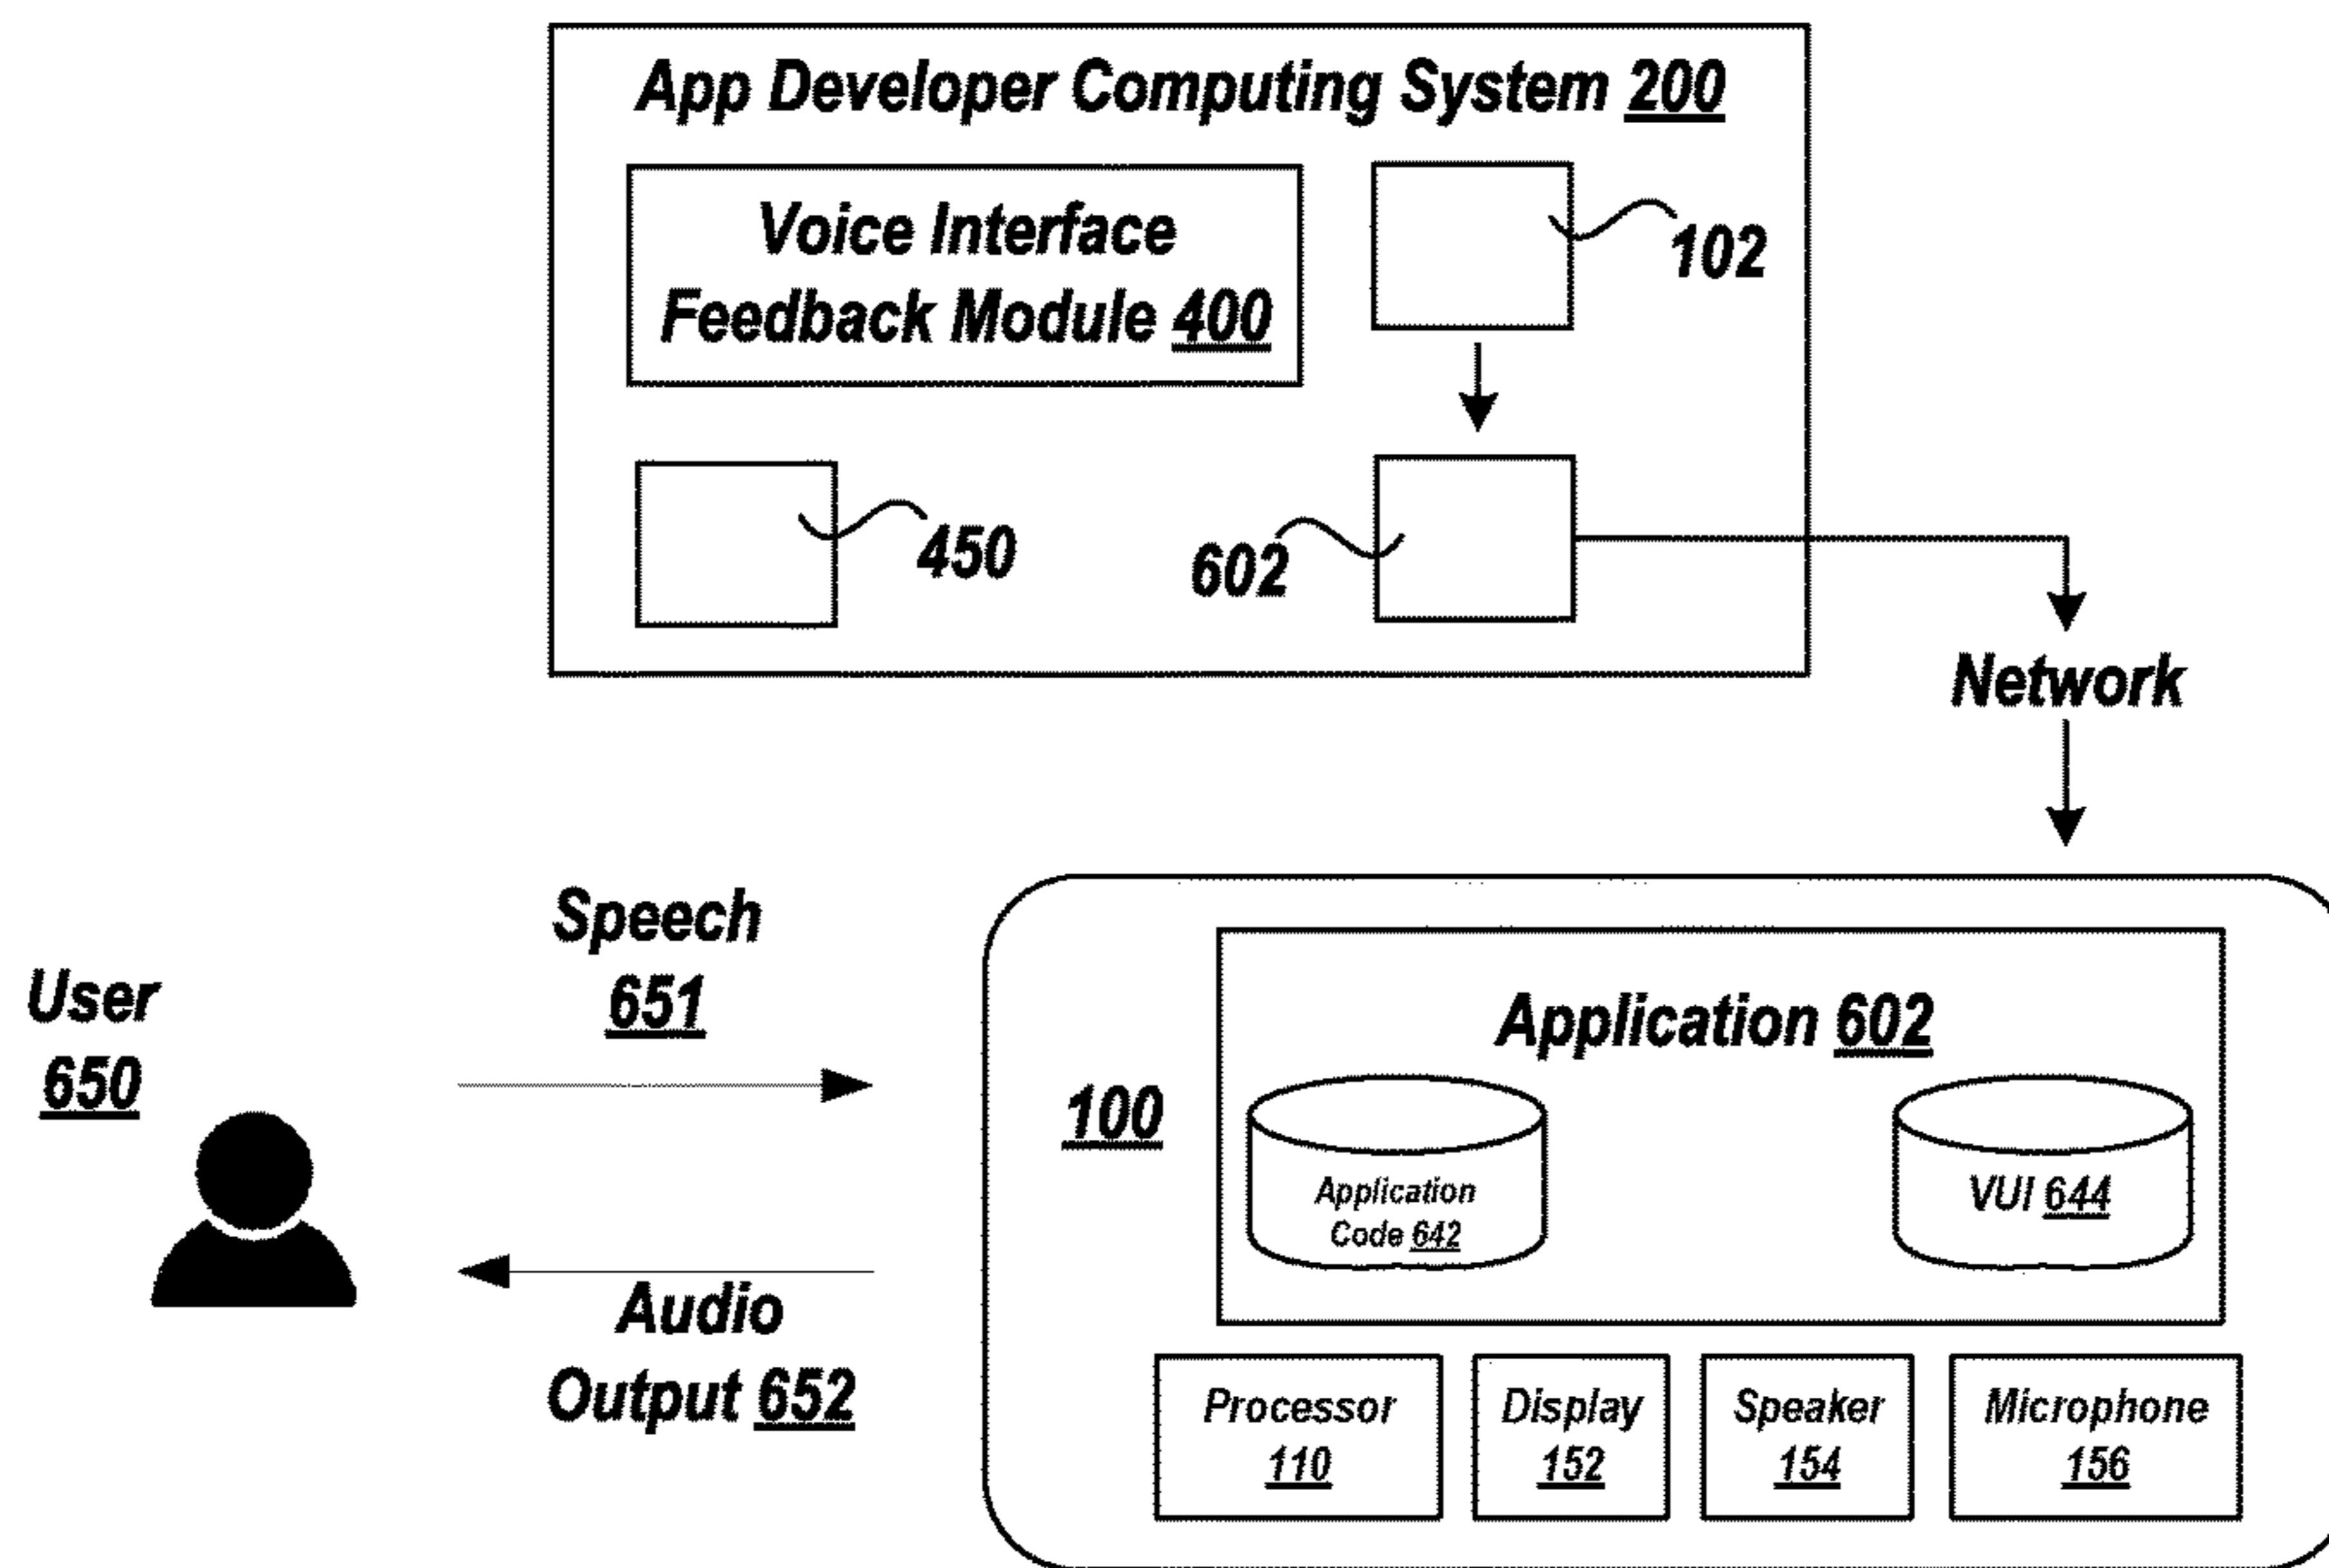 App Developer Computing System 200
Voice Interface
Feedback Module 400
102
450
602
Network
Speech
651
User
650
Application 602
100
Application
Code 642
VUI 644
Audio
Output 652
Processor
110
Display
152
Speaker
154
Microphone
156